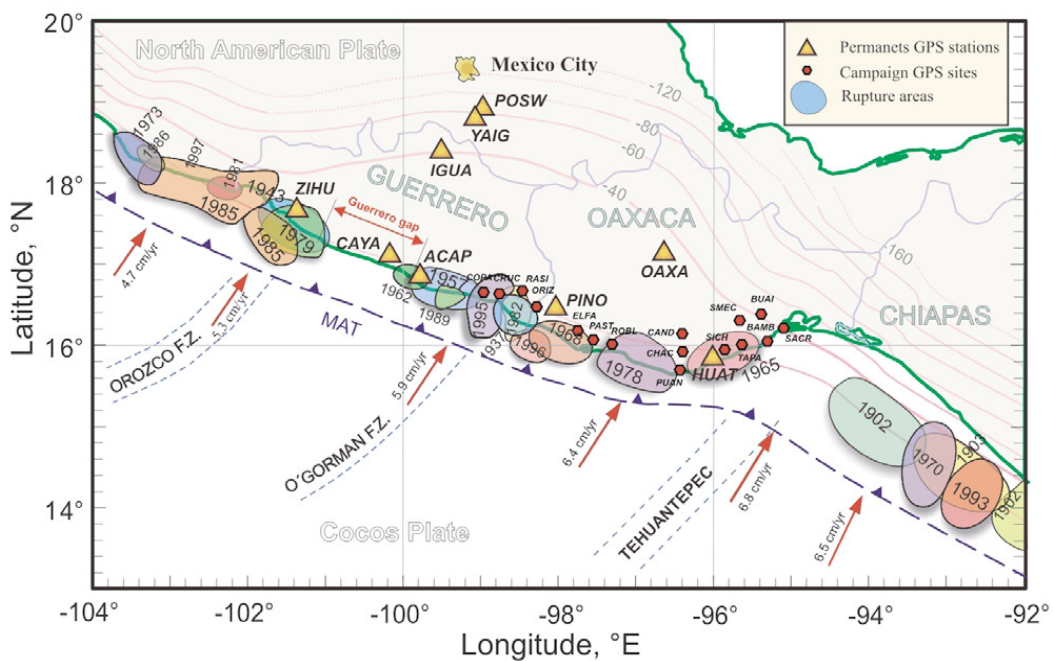 20°
18°
16°
14°
Latitude, °N
-104°
-102°
-100°
-98°
-96°
-94°
-92°
Longitude, °E
North American Plate
Mexico City
Permanets GPS stations
Campaign GPS sites
Rupture areas
POSW
YAIG
IGUA
-120
-80
-60
-40
-160
1973
1986
1997
1981
1943
1985
1985
1979
ZIHU
GUERRERO
Guerrero gap
OAXACA
CHIAPAS
CAYA
ACAP
OAXA
1957
1962
1989
COPA
CRUC
RASI
ORIZ
PINO
ELFA
PAST
ROBL
1995
1982
1937
1996
1968
1978
CAND
CHAC
PUAN
SMEC
BUAI
SICH
BAMB
SACR
TAPA
HUAT
1965
1902
1970
1903
1993
1902
MAT
4.7 cm/yr
5.3 cm/yr
5.9 cm/yr
6.4 cm/yr
6.8 cm/yr
6.5 cm/yr
OROZCO F.Z.
O´GORMAN F.Z.
TEHUANTEPEC
Cocos Plate